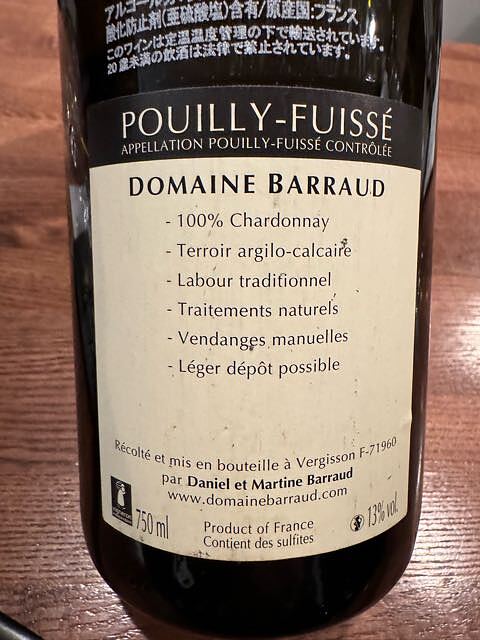 酸化防止剤(亜硫酸塩)含有/原産国:フランス
このワインは定温温度管理の下で輸送されています。
20歳未満の飲酒は法律で禁止されています。
POUILLY-FUISSÉ
APPELLATION POUILLY-FUISSÉ CONTRÔLÉE
DOMAINE BARRAUD
- 100% Chardonnay
- Terroir argilo-calcaire
- Labour traditionnel
- Traitements naturels
- Vendanges manuelles
- Léger dépôt possible
Récolté et mis en bouteille à Vergisson F-71960
par Daniel et Martine Barraud
www.domainebarraud.com
750 ml
Product of France
Contient des sulfites
13% vol.